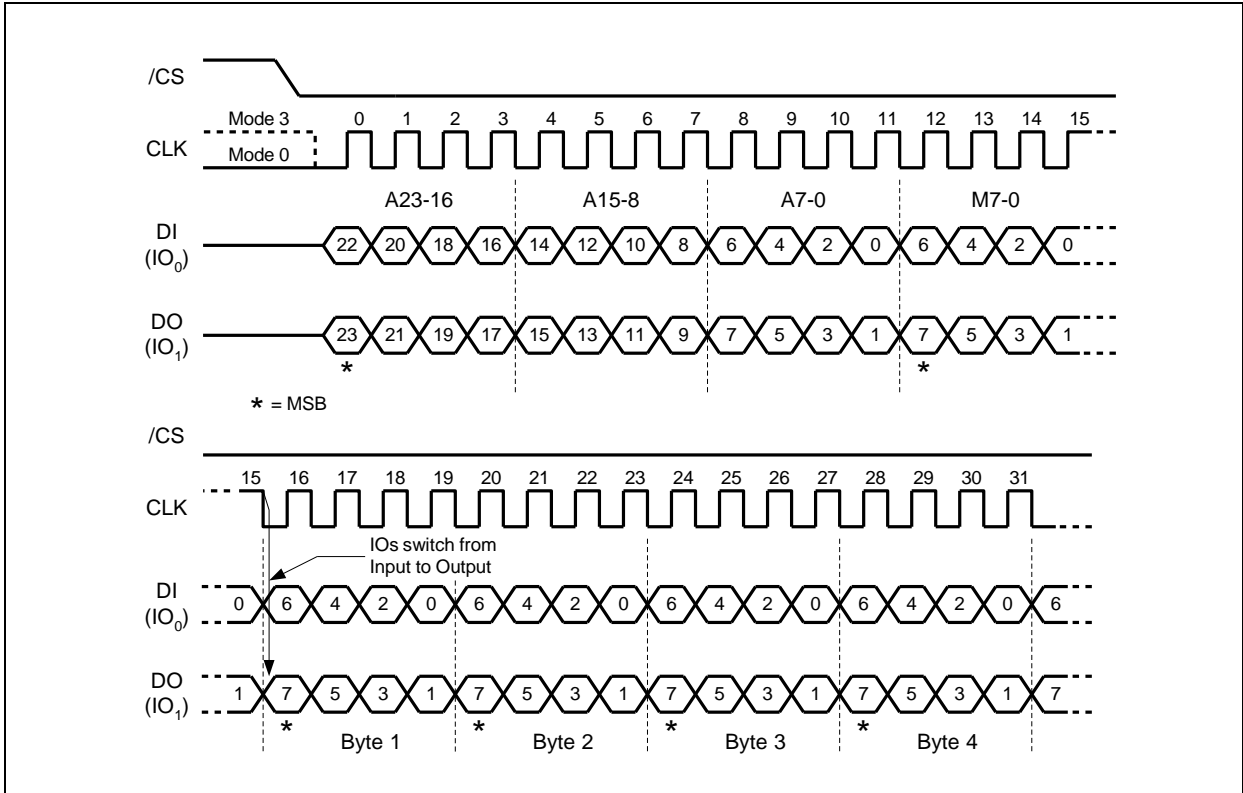 /CS
Mode 3 0 1 2 3 4 5 6 7 8 9 10 11 12 13 14 15
CLK
Mode 0
A23-16 A15-8 A7-0 M7-0
DI
(IO0)
22 20 18 16 14 12 10 8 6 4 2 0 6 4 2 0
DO
(IO1)
23 21 19 17 15 13 11 9 7 5 3 1 7 5 3 1
* *
* = MSB
/CS
15 16 17 18 19 20 21 22 23 24 25 26 27 28 29 30 31
CLK
IOs switch from
Input to Output
DI
(IO0)
0 6 4 2 0 6 4 2 0 6 4 2 0 6 4 2 0 6
DO
(IO1)
1 7 5 3 1 7 5 3 1 7 5 3 1 7 5 3 1 7
* * * *
Byte 1 Byte 2 Byte 3 Byte 4